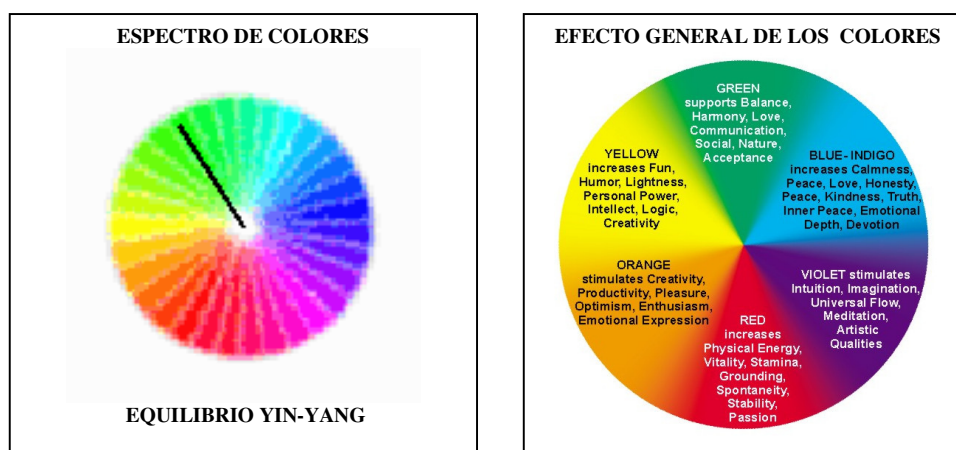 ESPECTRO DE COLORES
EQUILIBRIO YIN-YANG
EFECTO GENERAL DE LOS COLORES
GREEN
supports Balance,
Harmony, Love,
Communication,
Social, Nature,
Acceptance
YELLOW
increases Fun,
Humor, Lightness,
Personal Power,
Intellect, Logic,
Creativity
BLUE- INDIGO
increases Calmness,
Peace, Love, Honesty,
Peace, Kindness, Truth,
Inner Peace, Emotional
Depth, Devotion
ORANGE
stimulates Creativity,
Productivity, Pleasure,
Optimism, Enthusiasm,
Emotional Expression
VIOLET stimulates
Intuition, Imagination,
Universal Flow,
Meditation,
Artistic
Qualities
RED
increases
Physical Energy,
Vitality, Stamina,
Grounding,
Spontaneity,
Stability,
Passion